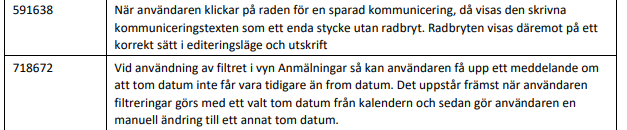 591638
När användaren klickar på raden för en sparad kommunicering, då visas den skrivna
kommuniceringstexten som ett enda stycke utan radbryt. Radbryten visas däremot på ett
korrekt sätt i editeringsläge och utskrift
718672
Vid användning av filtret i vyn Anmälningar så kan användaren få upp ett meddelande om
att tom datum inte får vara tidigare än from datum. Det uppstår främst när användaren
filtreringar görs med ett valt tom datum från kalendern och sedan gör användaren en
manuell ändring till ett annat tom datum.